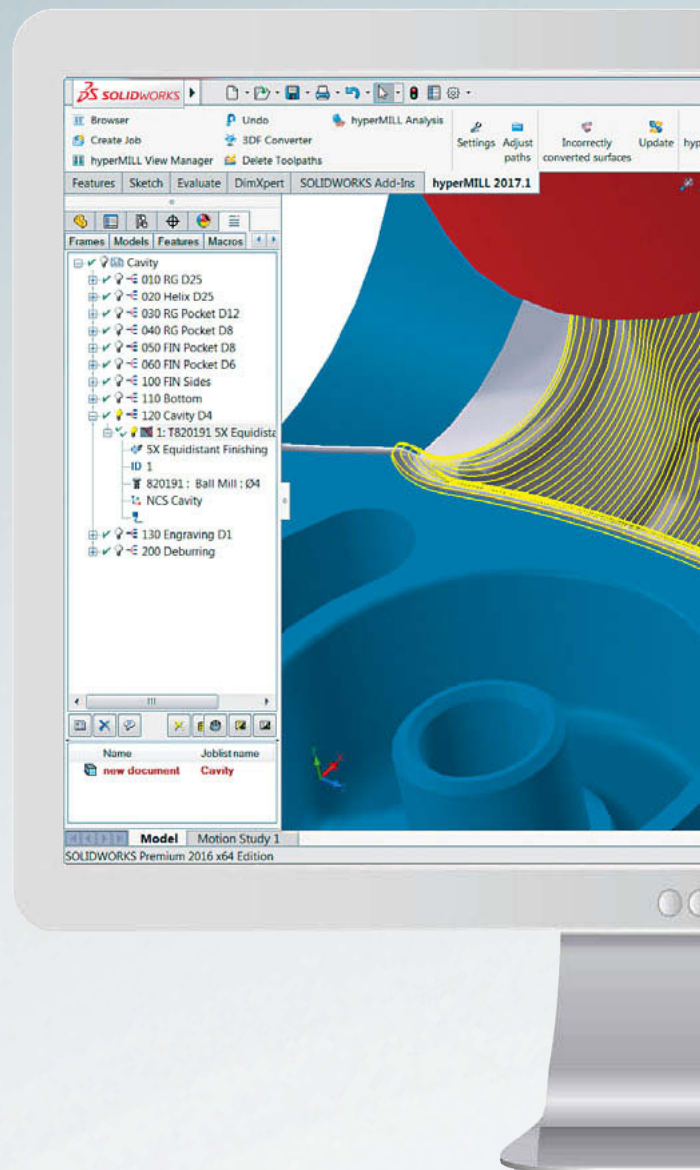 SOLIDWORKS
Browser
Undo
hyperMILL Analysis
Create Job
3DF Converter
Settings
Adjust paths
Incorrectly converted surfaces
Update
hyperMILL View Manager
Delete Toolpaths
Features
Sketch
Evaluate
DimXpert
SOLIDWORKS Add-Ins
hyperMILL 2017.1
Frames
Models
Features
Macros
Cavity
010 RG D25
020 Helix D25
030 RG Pocket D12
040 RG Pocket D8
050 FIN Pocket D8
060 FIN Pocket D6
100 FIN Sides
110 Bottom
120 Cavity D4
1: T820191 5X Equidista
5X Equidistant Finishing
ID 1
820191 : Ball Mill : Ø4
NCS Cavity
130 Engraving D1
200 Deburring
Name
Joblist name
new document
Cavity
Model
Motion Study 1
SOLIDWORKS Premium 2016 x64 Edition